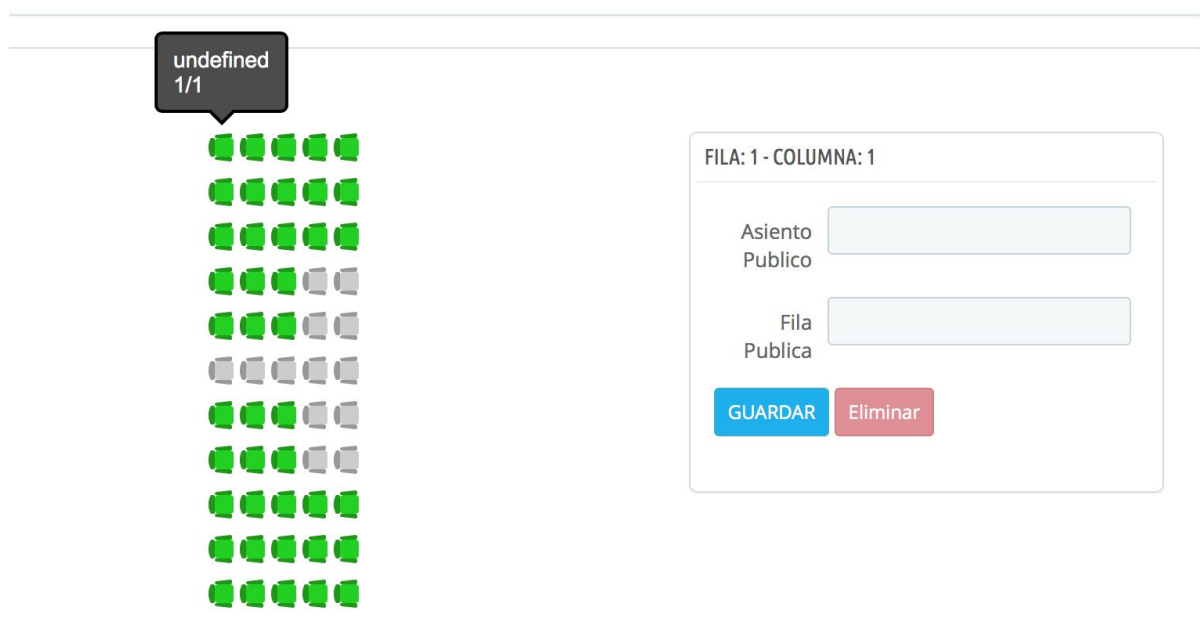 undefined
1/1
FILA: 1 - COLUMNA: 1
Asiento
Publico
Fila
Publica
GUARDAR
Eliminar